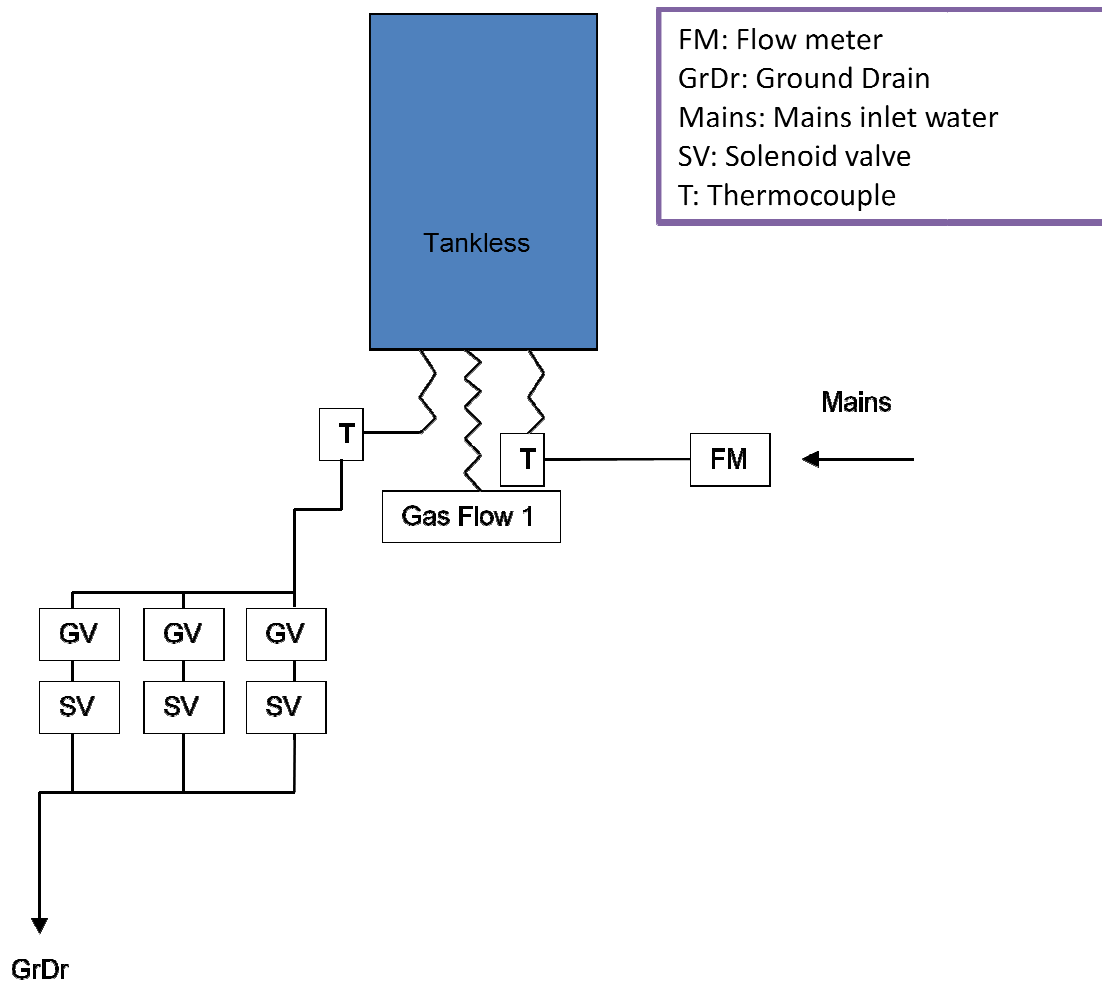 FM: Flow meter
GrDr: Ground Drain
Mains: Mains inlet water
SV: Solenoid valve
T: Thermocouple
Tankless
Mains
T
T
FM
Gas Flow 1
GV GV GV
SV SV SV
GrDr